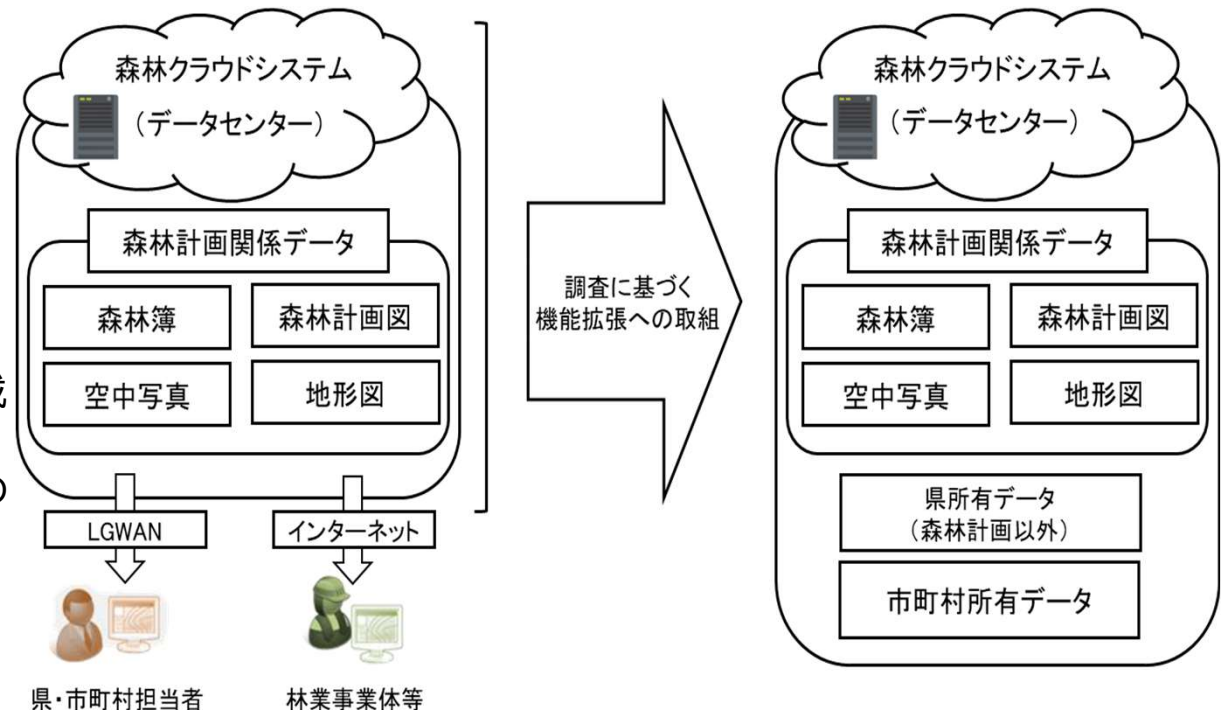 森林クラウドシステム
（データセンター）
森林計画関係データ
森林簿
森林計画図
空中写真
地形図
の
LGWAN
インターネット
県・市町村担当者
林業事業体等
調査に基づく
機能拡張への取組
森林クラウドシステム
（データセンター）
森林計画関係データ
森林簿
森林計画図
空中写真
地形図
県所有データ
（森林計画以外）
市町村所有データ